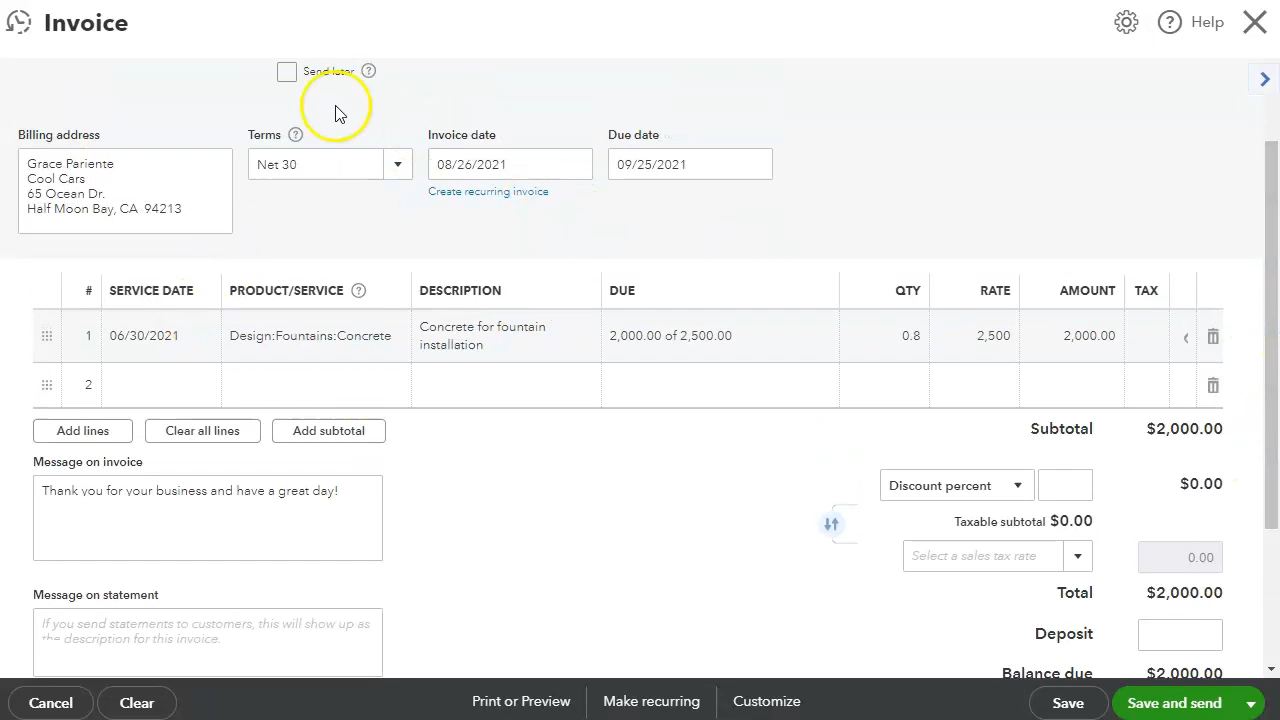 Invoice
Help
Send later
Billing address
Terms
Invoice date
Due date
Grace Pariente
Cool Cars
65 Ocean Dr.
Half Moon Bay, CA 94213
Net 30
08/26/2021
09/25/2021
Create recurring invoice
# SERVICE DATE PRODUCT/SERVICE DESCRIPTION DUE QTY RATE AMOUNT TAX
1 06/30/2021 Design:Fountains:Concrete Concrete for fountain 2,000.00 of 2,500.00 0.8 2,500 2,000.00
installation
2
Add lines Clear all lines Add subtotal
Subtotal $2,000.00
Message on invoice
Thank you for your business and have a great day!
Discount percent $0.00
Taxable subtotal $0.00
Select a sales tax rate 0.00
Total $2,000.00
Message on statement
If you send statements to customers, this will show up as
the description for this invoice.
Deposit
Balance due $2,000.00
Cancel Clear Print or Preview Make recurring Customize Save Save and send